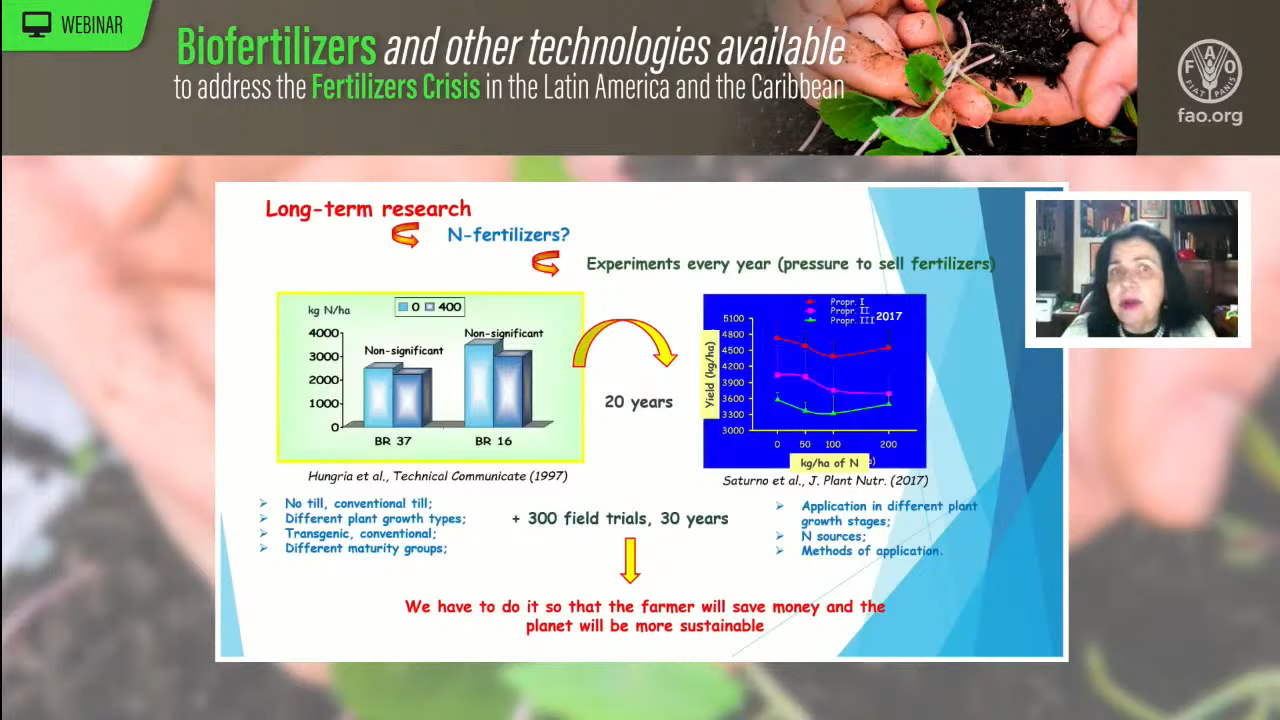 WEBINAR
Biofertilizers and other technologies available
to address the Fertilizers Crisis in the Latin America and the Caribbean
F A O
FIAT PANIS
fao.org
Long-term research
N-fertilizers?
Experiments every year (pressure to sell fertilizers)
kg N/ha
0 400
4000
3000
2000
1000
0
Non-significant
Non-significant
BR 37
BR 16
Hungria et al., Technical Communicate (1997)
20 years
Propr. I
Propr. II
Propr. III
2017
Yield (kg/ha)
5100
4800
4500
4200
3900
3600
3300
3000
0 50 100 200
kg/ha of N
Saturno et al., J. Plant Nutr. (2017)
No till, conventional till;
Different plant growth types;
Transgenic, conventional;
Different maturity groups;
+ 300 field trials, 30 years
Application in different plant
growth stages;
N sources;
Methods of application.
We have to do it so that the farmer will save money and the
planet will be more sustainable